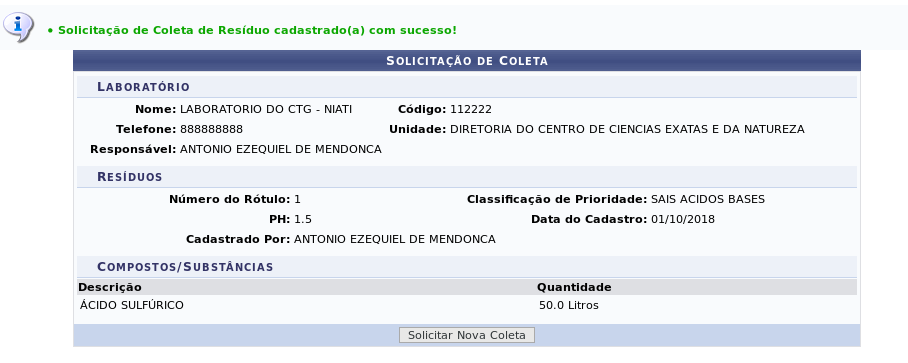 • Solicitação de Coleta de Resíduo cadastrado(a) com sucesso!
Solicitação de Coleta
Laboratório
Nome: LABORATORIO DO CTG - NIATI Código: 112222
Telefone: 888888888 Unidade: DIRETORIA DO CENTRO DE CIENCIAS EXATAS E DA NATUREZA
Responsável: ANTONIO EZEQUIEL DE MENDONCA
Resíduos
Número do Rótulo: 1 Classificação de Prioridade: SAIS ACIDOS BASES
PH: 1.5 Data do Cadastro: 01/10/2018
Cadastrado Por: ANTONIO EZEQUIEL DE MENDONCA
Compostos/Substâncias
Descrição Quantidade
ÁCIDO SULFÚRICO 50.0 Litros
Solicitar Nova Coleta